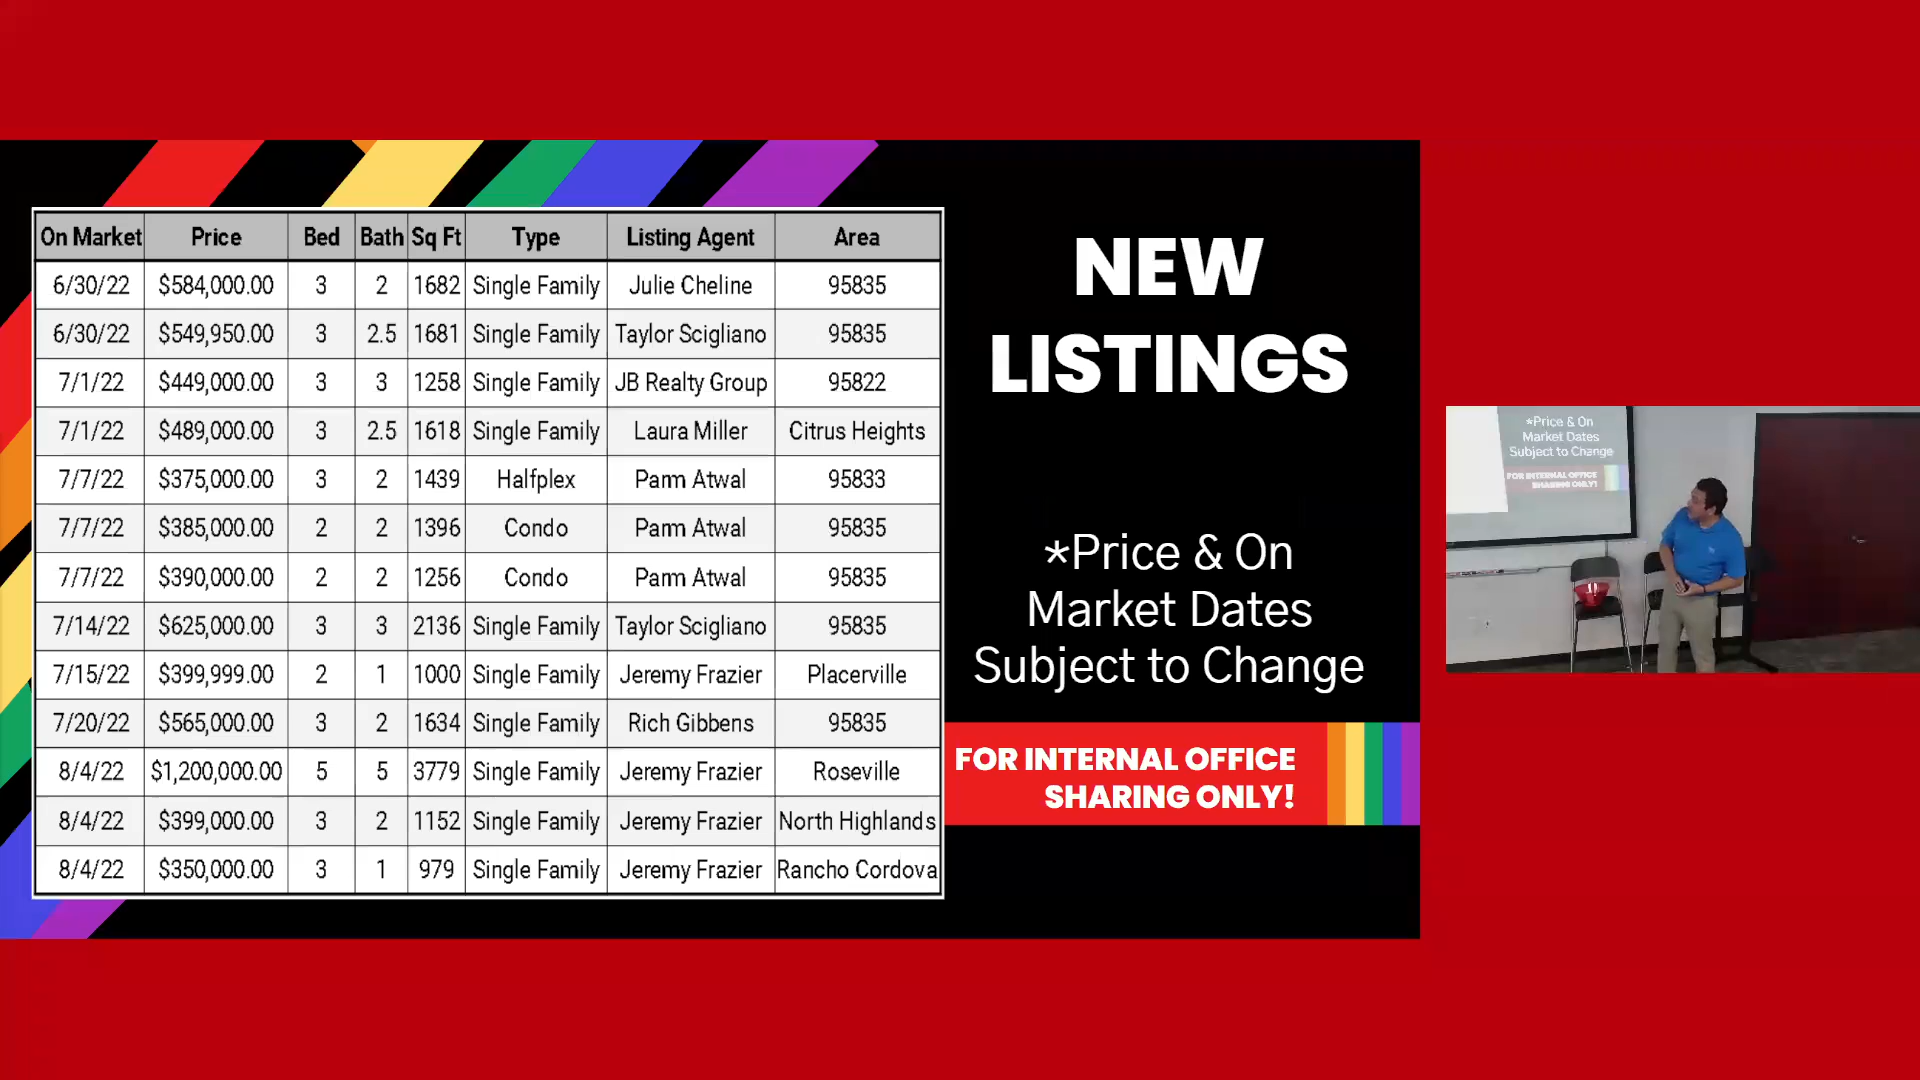 On Market Price Bed Bath Sq Ft Type Listing Agent Area
6/30/22 $584,000.00 3 2 1682 Single Family Julie Cheline 95835
6/30/22 $549,950.00 3 2.5 1681 Single Family Taylor Scigliano 95835
7/1/22 $449,000.00 3 3 1258 Single Family JB Realty Group 95822
7/1/22 $489,000.00 3 2.5 1618 Single Family Laura Miller Citrus Heights
7/7/22 $375,000.00 3 2 1439 Halfplex Parm Atwal 95833
7/7/22 $385,000.00 2 2 1396 Condo Parm Atwal 95835
7/7/22 $390,000.00 2 2 1256 Condo Parm Atwal 95835
7/14/22 $625,000.00 3 3 2136 Single Family Taylor Scigliano 95835
7/15/22 $399,999.00 2 1 1000 Single Family Jeremy Frazier Placerville
7/20/22 $565,000.00 3 2 1634 Single Family Rich Gibbens 95835
8/4/22 $1,200,000.00 5 5 3779 Single Family Jeremy Frazier Roseville
8/4/22 $399,000.00 3 2 1152 Single Family Jeremy Frazier North Highlands
8/4/22 $350,000.00 3 1 979 Single Family Jeremy Frazier Rancho Cordova
NEW
LISTINGS
*Price & On
Market Dates
Subject to Change
FOR INTERNAL OFFICE
SHARING ONLY!
*Price & On
Market Dates
Subject to Change
FOR INTERNAL OFFICE
SHARING ONLY!